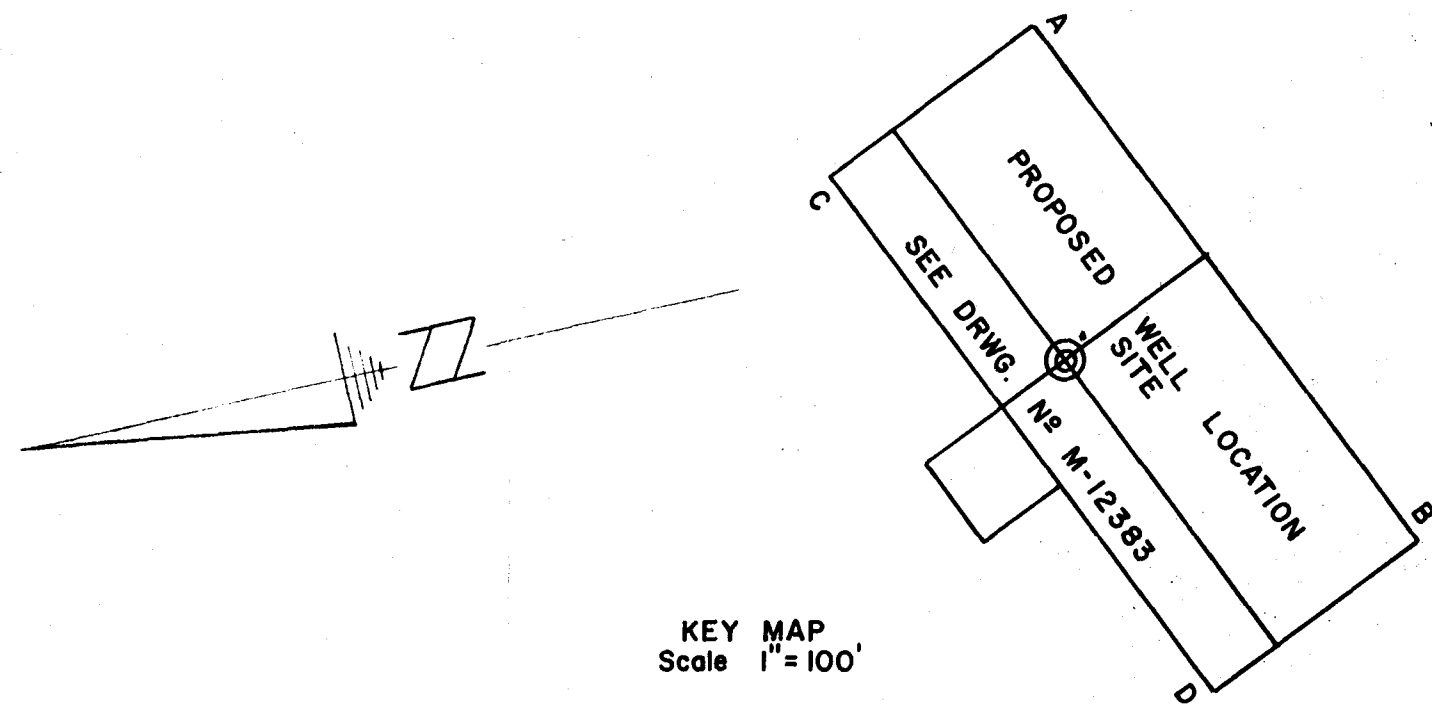 A
PROPOSED
C
SEE DRWG.
WELL
SITE
LOCATION
Nº M-12383
B
D
N
KEY MAP
Scale 1" = 100'